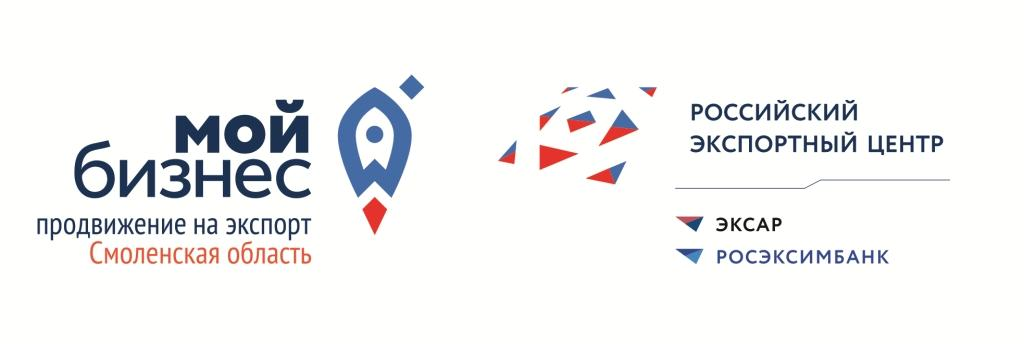 мой
бизнес
продвижение на экспорт
Смоленская область
РОССИЙСКИЙ
ЭКСПОРТНЫЙ ЦЕНТР
ЭКСАР
РОСЭКСИМБАНК